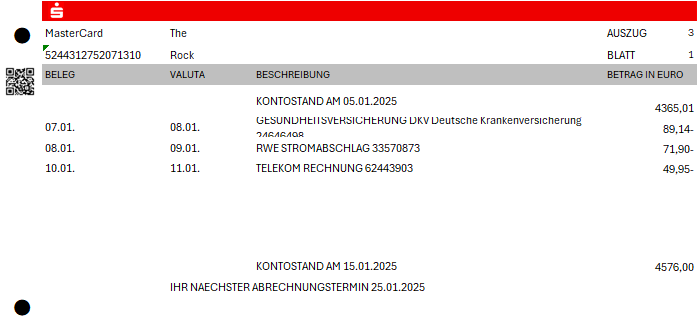 MasterCard The AUSZUG 3
5244312752071310 Rock BLATT 1
BELEG VALUTA BESCHREIBUNG BETRAG IN EURO
KONTOSTAND AM 05.01.2025 4365,01
07.01. 08.01. GESUNDHEITSVERSICHERUNG DKV Deutsche Krankenversicherung 89,14-
24646498
08.01. 09.01. RWE STROMABSCHLAG 33570873 71,90-
10.01. 11.01. TELEKOM RECHNUNG 62443903 49,95-
KONTOSTAND AM 15.01.2025 4576,00
IHR NAECHSTER ABRECHNUNGSTERMIN 25.01.2025